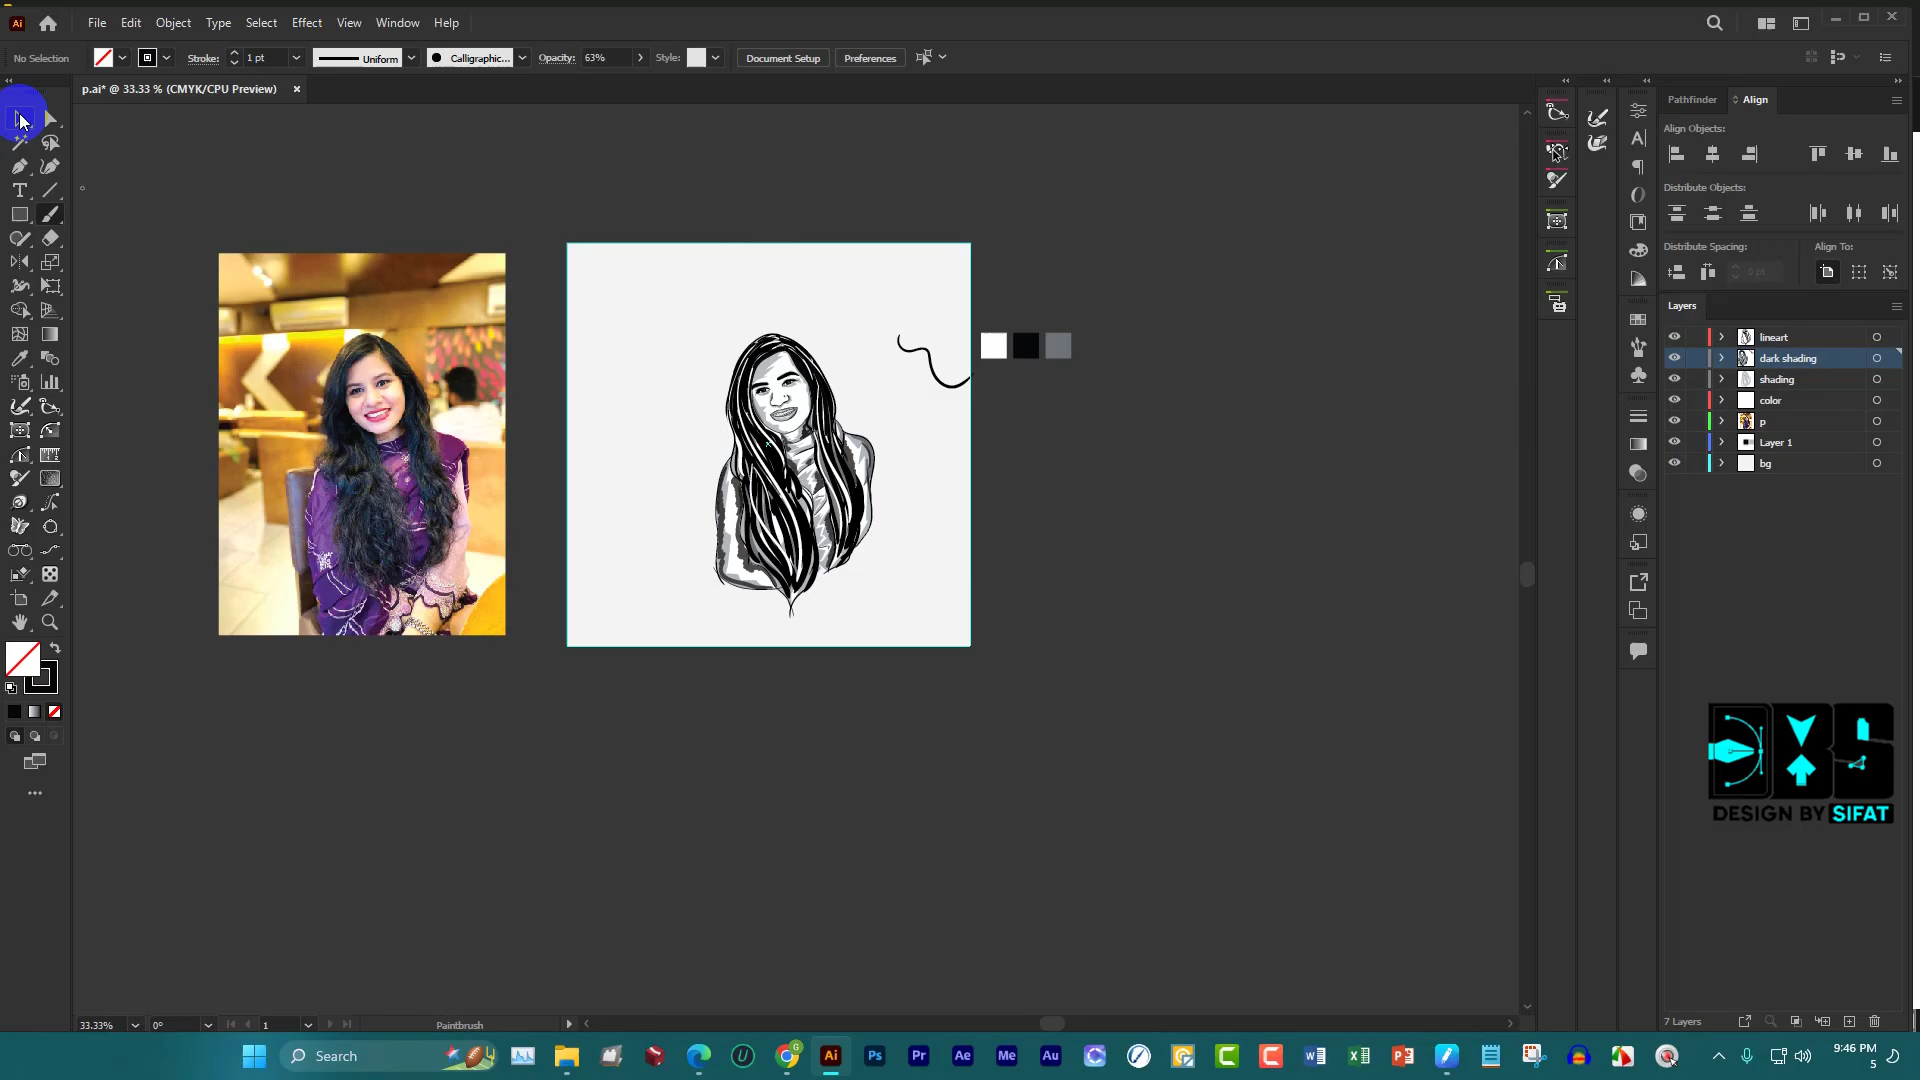 File Edit Object Type Select Effect View Window Help
No Selection Stroke: 1 pt Uniform Calligraphic... Opacity: 63% Style: Document Setup Preferences
p.ai* @ 33.33 % (CMYK/CPU Preview) ×
Pathfinder Align
Align Objects:
Distribute Objects:
Distribute Spacing: Align To:
0 pt
Layers
lineart
dark shading
shading
color
p
Layer 1
bg
DESIGN BY SIFAT
7 Layers
33.33% 0° 1 Paintbrush
Search
9:46 PM
5